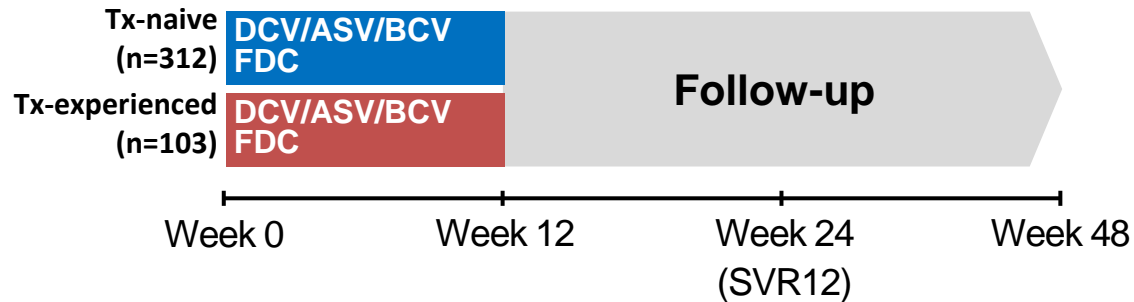 Tx-naive
(n=312)
DCV/ASV/BCV
FDC
Tx-experienced
(n=103)
DCV/ASV/BCV
FDC
Follow-up
Week 0
Week 12
Week 24
(SVR12)
Week 48